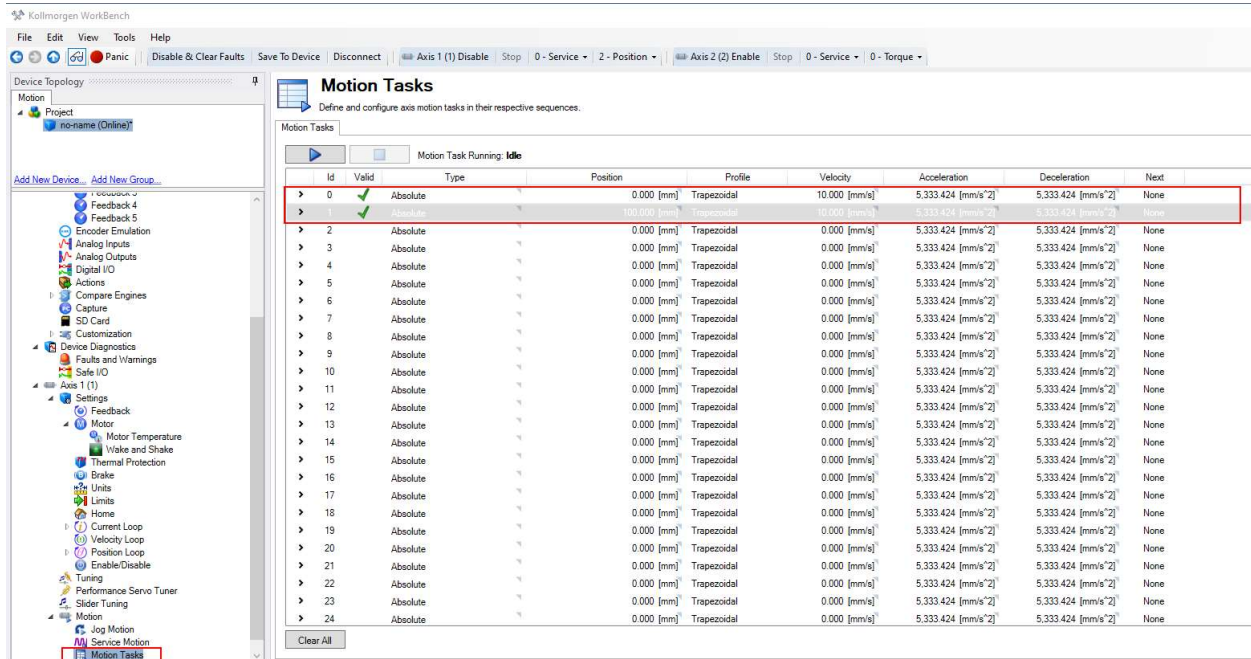 Kollmorgen WorkBench
File Edit View Tools Help
Panic Disable & Clear Faults Save To Device Disconnect Axis 1 (1) Disable Stop 0 - Service 2 - Position Axis 2 (2) Enable Stop 0 - Service 0 - Torque
Device Topology
Motion
Project
no-name (Online)*
Add New Device... Add New Group...
Feedback 3
Feedback 4
Feedback 5
Encoder Emulation
Analog Inputs
Analog Outputs
Digital I/O
Actions
Compare Engines
Capture
SD Card
Customization
Device Diagnostics
Faults and Warnings
Safe I/O
Axis 1 (1)
Settings
Feedback
Motor
Motor Temperature
Wake and Shake
Thermal Protection
Brake
Units
Limits
Home
Current Loop
Velocity Loop
Position Loop
Enable/Disable
Tuning
Performance Servo Tuner
Slider Tuning
Motion
Jog Motion
Service Motion
Motion Tasks
Motion Tasks
Define and configure axis motion tasks in their respective sequences.
Motion Tasks
Motion Task Running: Idle
Id Valid Type Position Profile Velocity Acceleration Deceleration Next
0 Absolute 0.000 [mm] Trapezoidal 10.000 [mm/s] 5,333.424 [mm/s^2] 5,333.424 [mm/s^2] None
1 Absolute 100.000 [mm] Trapezoidal 10.000 [mm/s] 5,333.424 [mm/s^2] 5,333.424 [mm/s^2] None
2 Absolute 0.000 [mm] Trapezoidal 0.000 [mm/s] 5,333.424 [mm/s^2] 5,333.424 [mm/s^2] None
3 Absolute 0.000 [mm] Trapezoidal 0.000 [mm/s] 5,333.424 [mm/s^2] 5,333.424 [mm/s^2] None
4 Absolute 0.000 [mm] Trapezoidal 0.000 [mm/s] 5,333.424 [mm/s^2] 5,333.424 [mm/s^2] None
5 Absolute 0.000 [mm] Trapezoidal 0.000 [mm/s] 5,333.424 [mm/s^2] 5,333.424 [mm/s^2] None
6 Absolute 0.000 [mm] Trapezoidal 0.000 [mm/s] 5,333.424 [mm/s^2] 5,333.424 [mm/s^2] None
7 Absolute 0.000 [mm] Trapezoidal 0.000 [mm/s] 5,333.424 [mm/s^2] 5,333.424 [mm/s^2] None
8 Absolute 0.000 [mm] Trapezoidal 0.000 [mm/s] 5,333.424 [mm/s^2] 5,333.424 [mm/s^2] None
9 Absolute 0.000 [mm] Trapezoidal 0.000 [mm/s] 5,333.424 [mm/s^2] 5,333.424 [mm/s^2] None
10 Absolute 0.000 [mm] Trapezoidal 0.000 [mm/s] 5,333.424 [mm/s^2] 5,333.424 [mm/s^2] None
11 Absolute 0.000 [mm] Trapezoidal 0.000 [mm/s] 5,333.424 [mm/s^2] 5,333.424 [mm/s^2] None
12 Absolute 0.000 [mm] Trapezoidal 0.000 [mm/s] 5,333.424 [mm/s^2] 5,333.424 [mm/s^2] None
13 Absolute 0.000 [mm] Trapezoidal 0.000 [mm/s] 5,333.424 [mm/s^2] 5,333.424 [mm/s^2] None
14 Absolute 0.000 [mm] Trapezoidal 0.000 [mm/s] 5,333.424 [mm/s^2] 5,333.424 [mm/s^2] None
15 Absolute 0.000 [mm] Trapezoidal 0.000 [mm/s] 5,333.424 [mm/s^2] 5,333.424 [mm/s^2] None
16 Absolute 0.000 [mm] Trapezoidal 0.000 [mm/s] 5,333.424 [mm/s^2] 5,333.424 [mm/s^2] None
17 Absolute 0.000 [mm] Trapezoidal 0.000 [mm/s] 5,333.424 [mm/s^2] 5,333.424 [mm/s^2] None
18 Absolute 0.000 [mm] Trapezoidal 0.000 [mm/s] 5,333.424 [mm/s^2] 5,333.424 [mm/s^2] None
19 Absolute 0.000 [mm] Trapezoidal 0.000 [mm/s] 5,333.424 [mm/s^2] 5,333.424 [mm/s^2] None
20 Absolute 0.000 [mm] Trapezoidal 0.000 [mm/s] 5,333.424 [mm/s^2] 5,333.424 [mm/s^2] None
21 Absolute 0.000 [mm] Trapezoidal 0.000 [mm/s] 5,333.424 [mm/s^2] 5,333.424 [mm/s^2] None
22 Absolute 0.000 [mm] Trapezoidal 0.000 [mm/s] 5,333.424 [mm/s^2] 5,333.424 [mm/s^2] None
23 Absolute 0.000 [mm] Trapezoidal 0.000 [mm/s] 5,333.424 [mm/s^2] 5,333.424 [mm/s^2] None
24 Absolute 0.000 [mm] Trapezoidal 0.000 [mm/s] 5,333.424 [mm/s^2] 5,333.424 [mm/s^2] None
Clear All